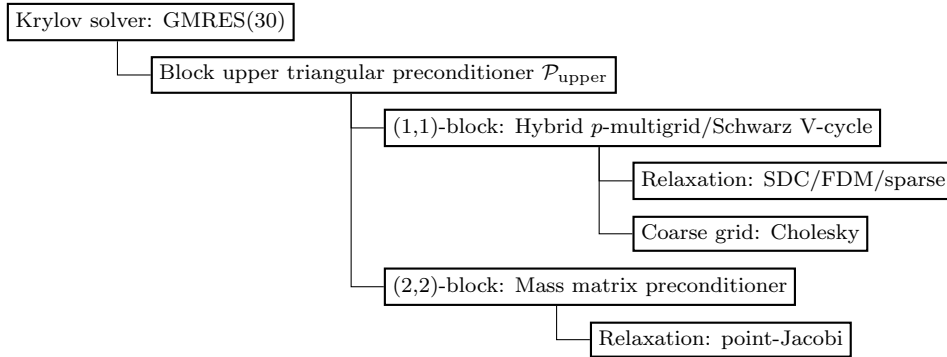 Krylov solver: GMRES(30)
Block upper triangular preconditioner 𝒫upper
(1,1)-block: Hybrid p-multigrid/Schwarz V-cycle
Relaxation: SDC/FDM/sparse
Coarse grid: Cholesky
(2,2)-block: Mass matrix preconditioner
Relaxation: point-Jacobi